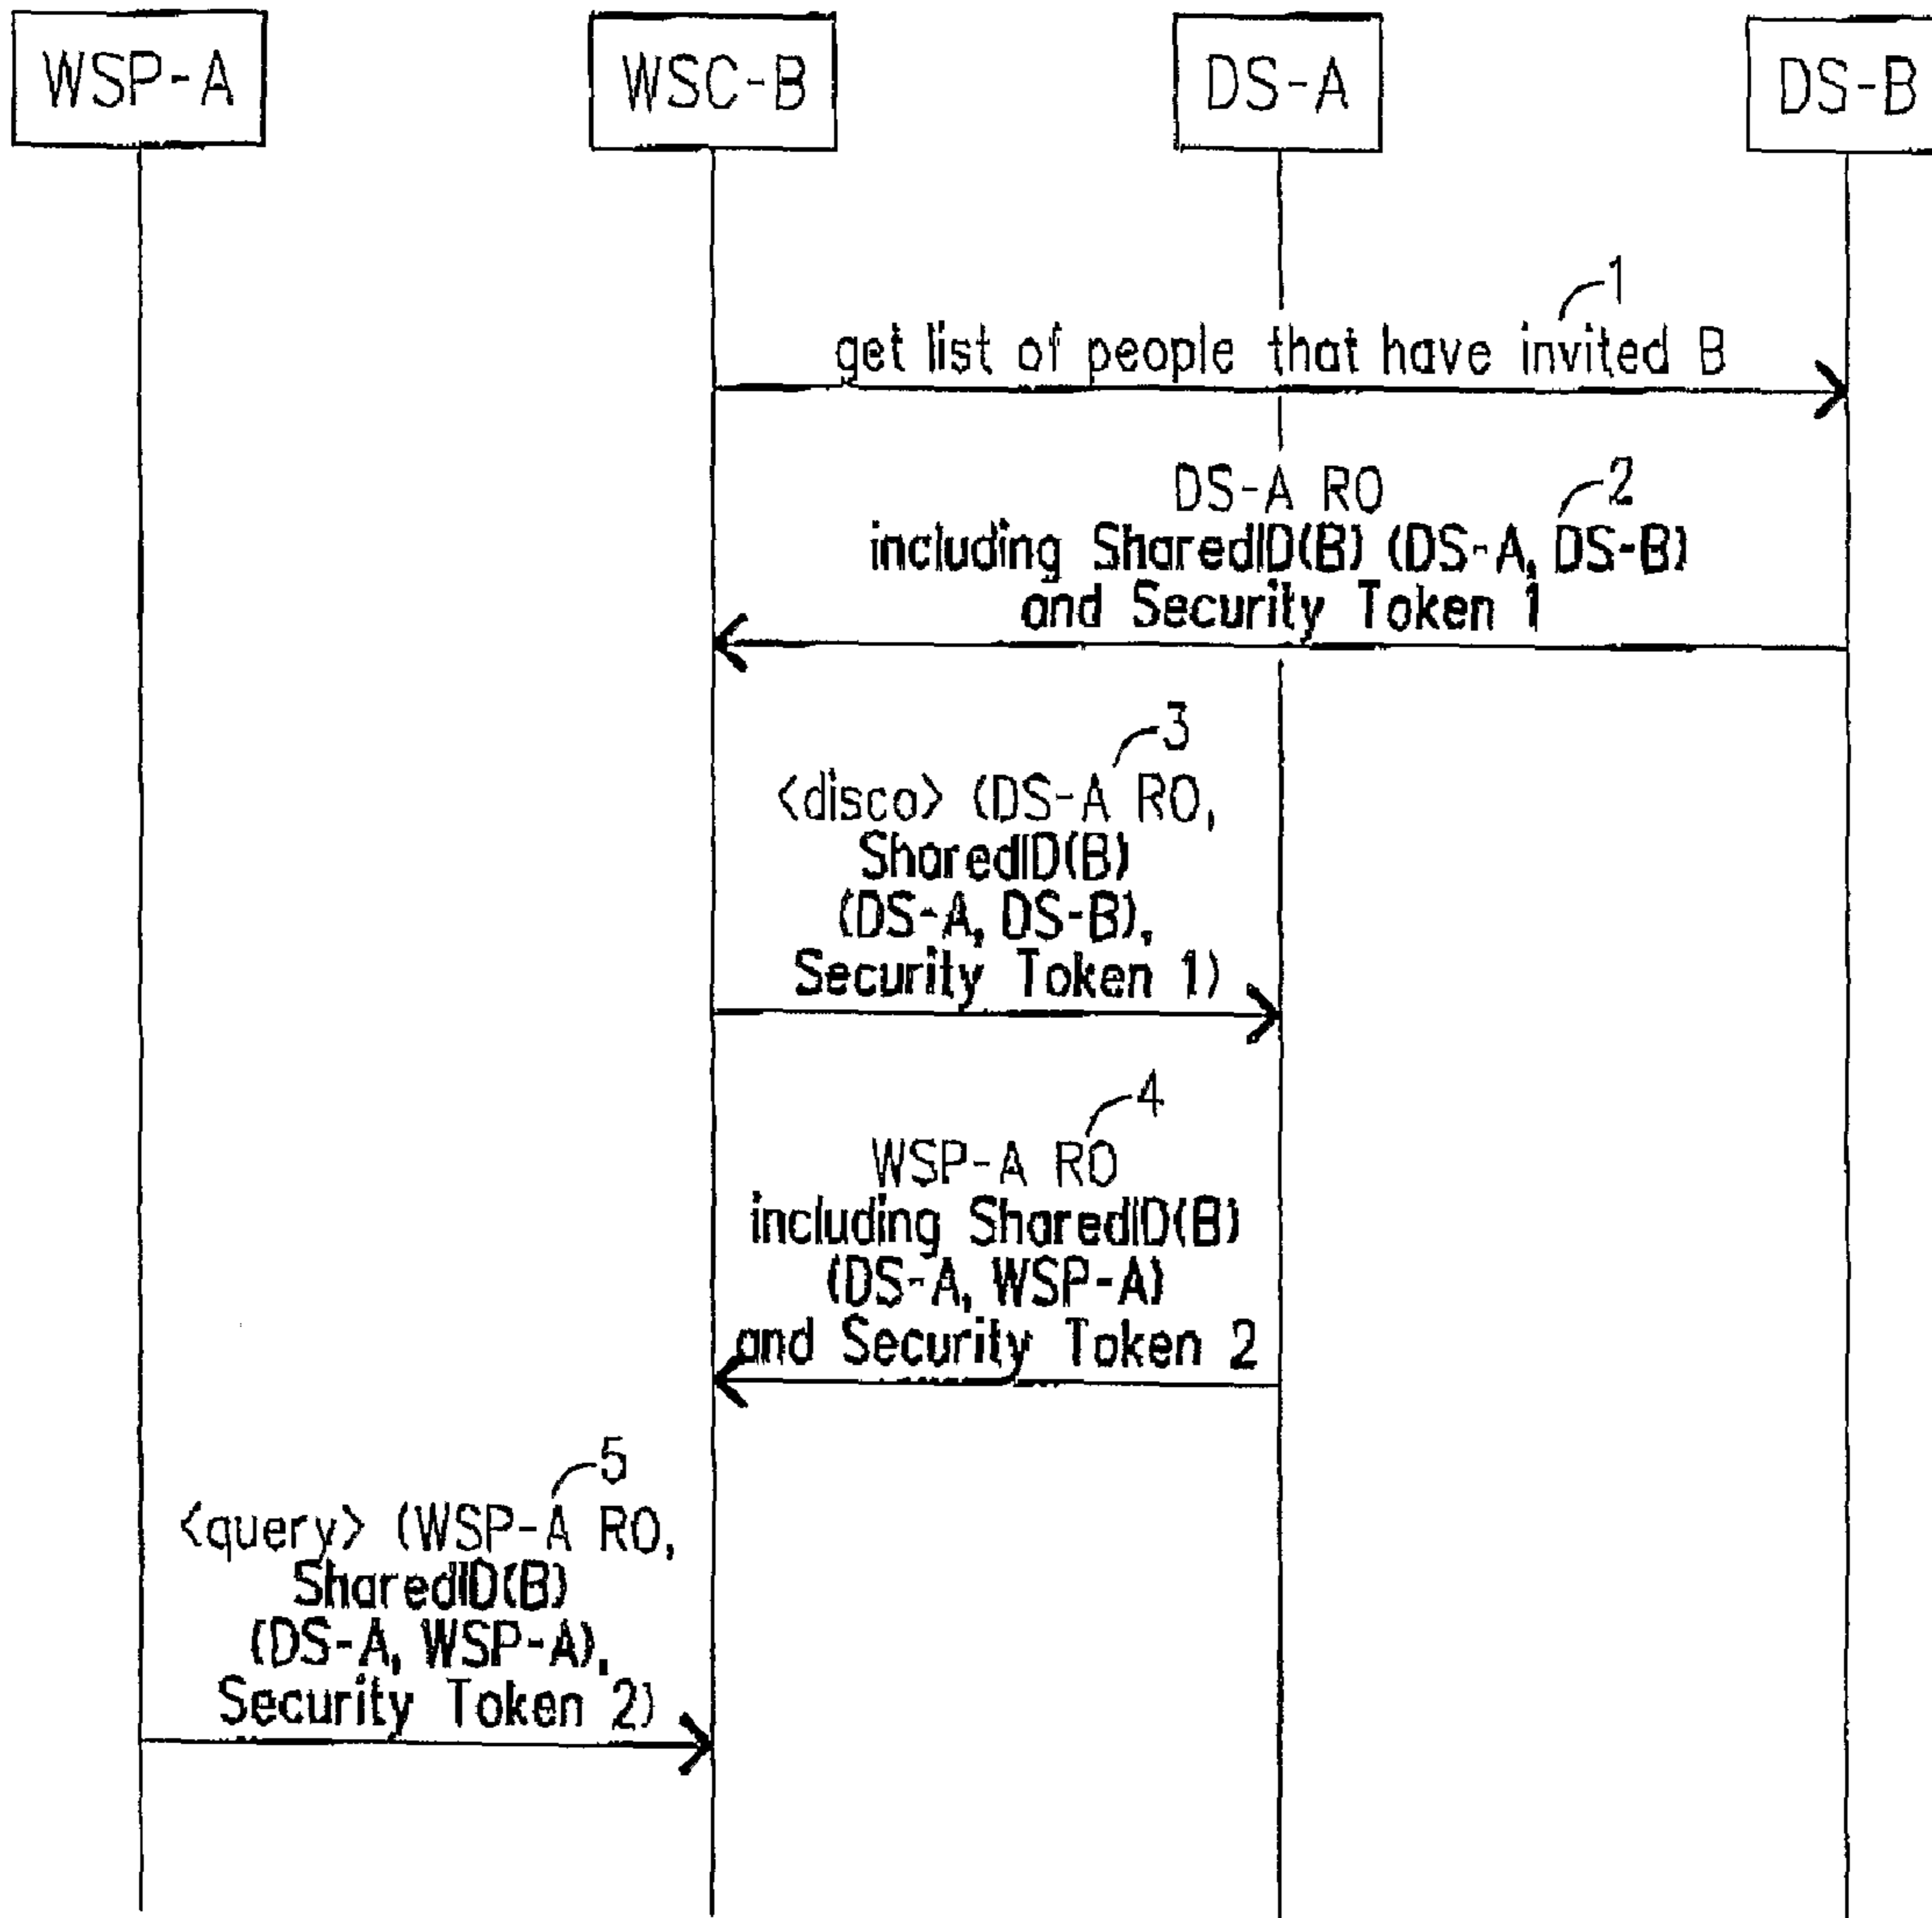 WSP-A
WSC-B
DS-A
DS-B
1
get list of people that have invited B
2
DS-A RO
including SharedID(B) (DS-A, DS-B)
and Security Token 1
3
<disco> (DS-A RO,
SharedID(B)
(DS-A, DS-B),
Security Token 1)
4
WSP-A RO
including SharedID(B)
(DS-A, WSP-A)
and Security Token 2
5
<query> (WSP-A RO,
SharedID(B)
(DS-A, WSP-A),
Security Token 2)